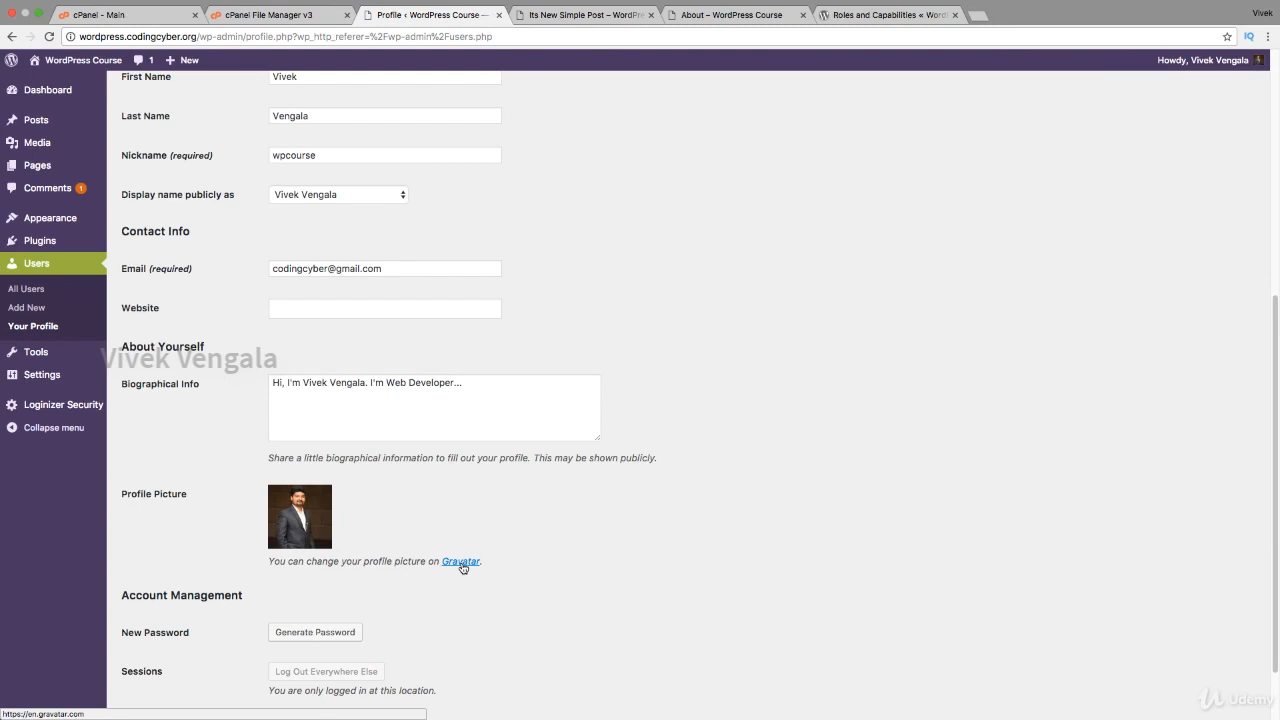 cPanel - Main
cPanel File Manager v3
Profile ‹ WordPress Course —
Its New Simple Post – WordPre
About – WordPress Course
Roles and Capabilities « Word
Vivek
wordpress.codingcyber.org/wp-admin/profile.php?wp_http_referer=%2Fwp-admin%2Fusers.php
WordPress Course
1
New
Howdy, Vivek Vengala
Dashboard
Posts
Media
Pages
Comments 1
Appearance
Plugins
Users
All Users
Add New
Your Profile
Tools
Settings
Loginizer Security
Collapse menu
First Name
Vivek
Last Name
Vengala
Nickname (required)
wpcourse
Display name publicly as
Vivek Vengala
Contact Info
Email (required)
codingcyber@gmail.com
Website
About Yourself
Vivek Vengala
Biographical Info
Hi, I'm Vivek Vengala. I'm Web Developer...
Share a little biographical information to fill out your profile. This may be shown publicly.
Profile Picture
You can change your profile picture on Gravatar.
Account Management
New Password
Generate Password
Sessions
Log Out Everywhere Else
You are only logged in at this location.
https://en.gravatar.com
Udemy